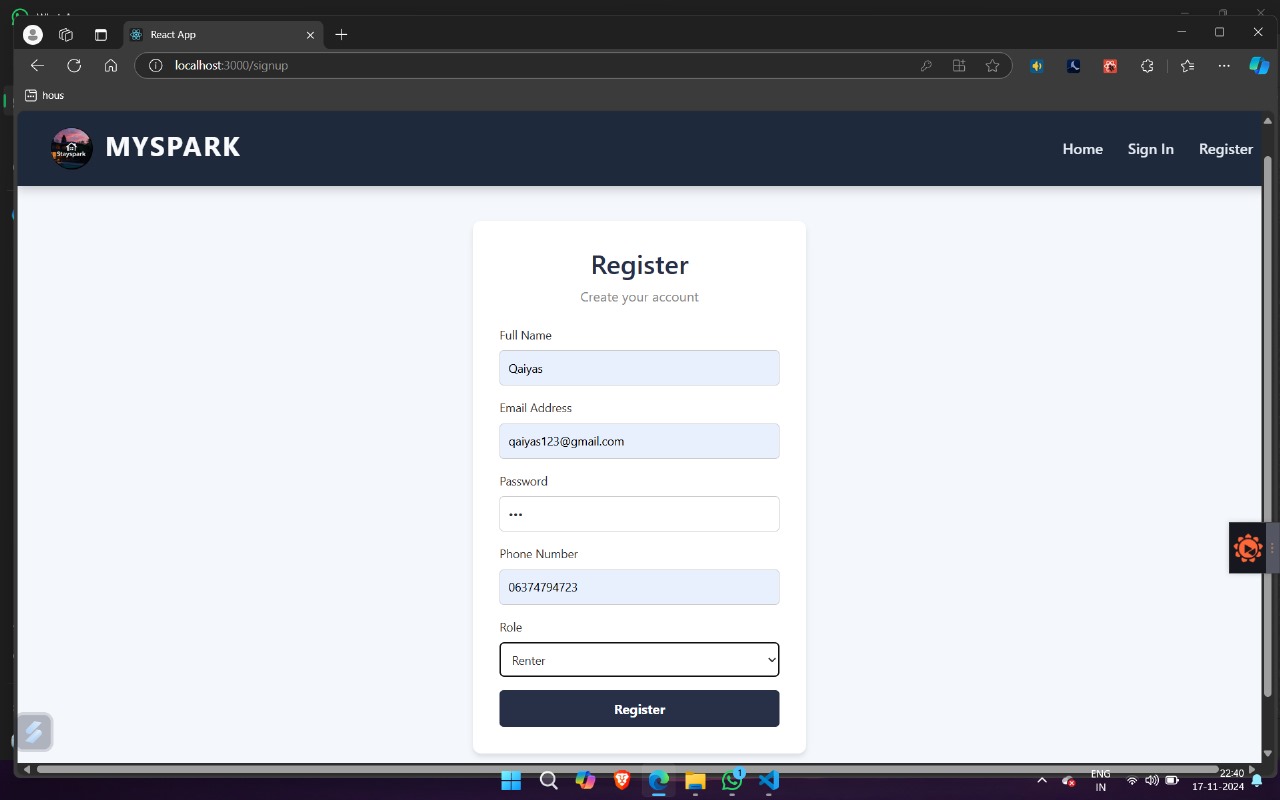 React App
localhost:3000/signup
hous
Stayspark
MYSPARK
Home
Sign In
Register
Register
Create your account
Full Name
Qaiyas
Email Address
qaiyas123@gmail.com
Password
•••
Phone Number
06374794723
Role
Renter
Register
1
ENG
IN
22:40
17-11-2024